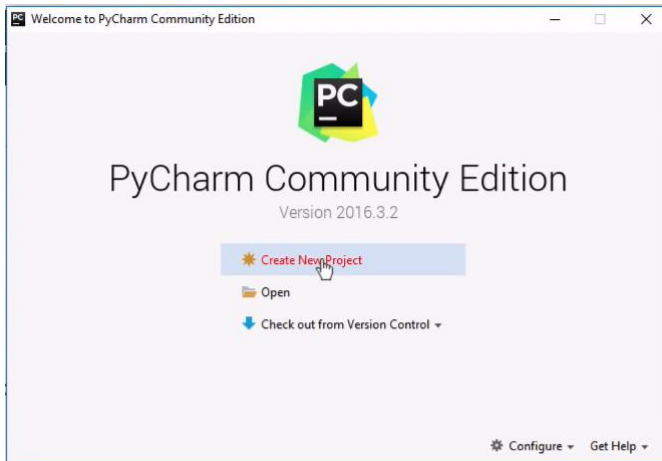 PC Welcome to PyCharm Community Edition
PC
PyCharm Community Edition
Version 2016.3.2
Create New Project
Open
Check out from Version Control
Configure Get Help